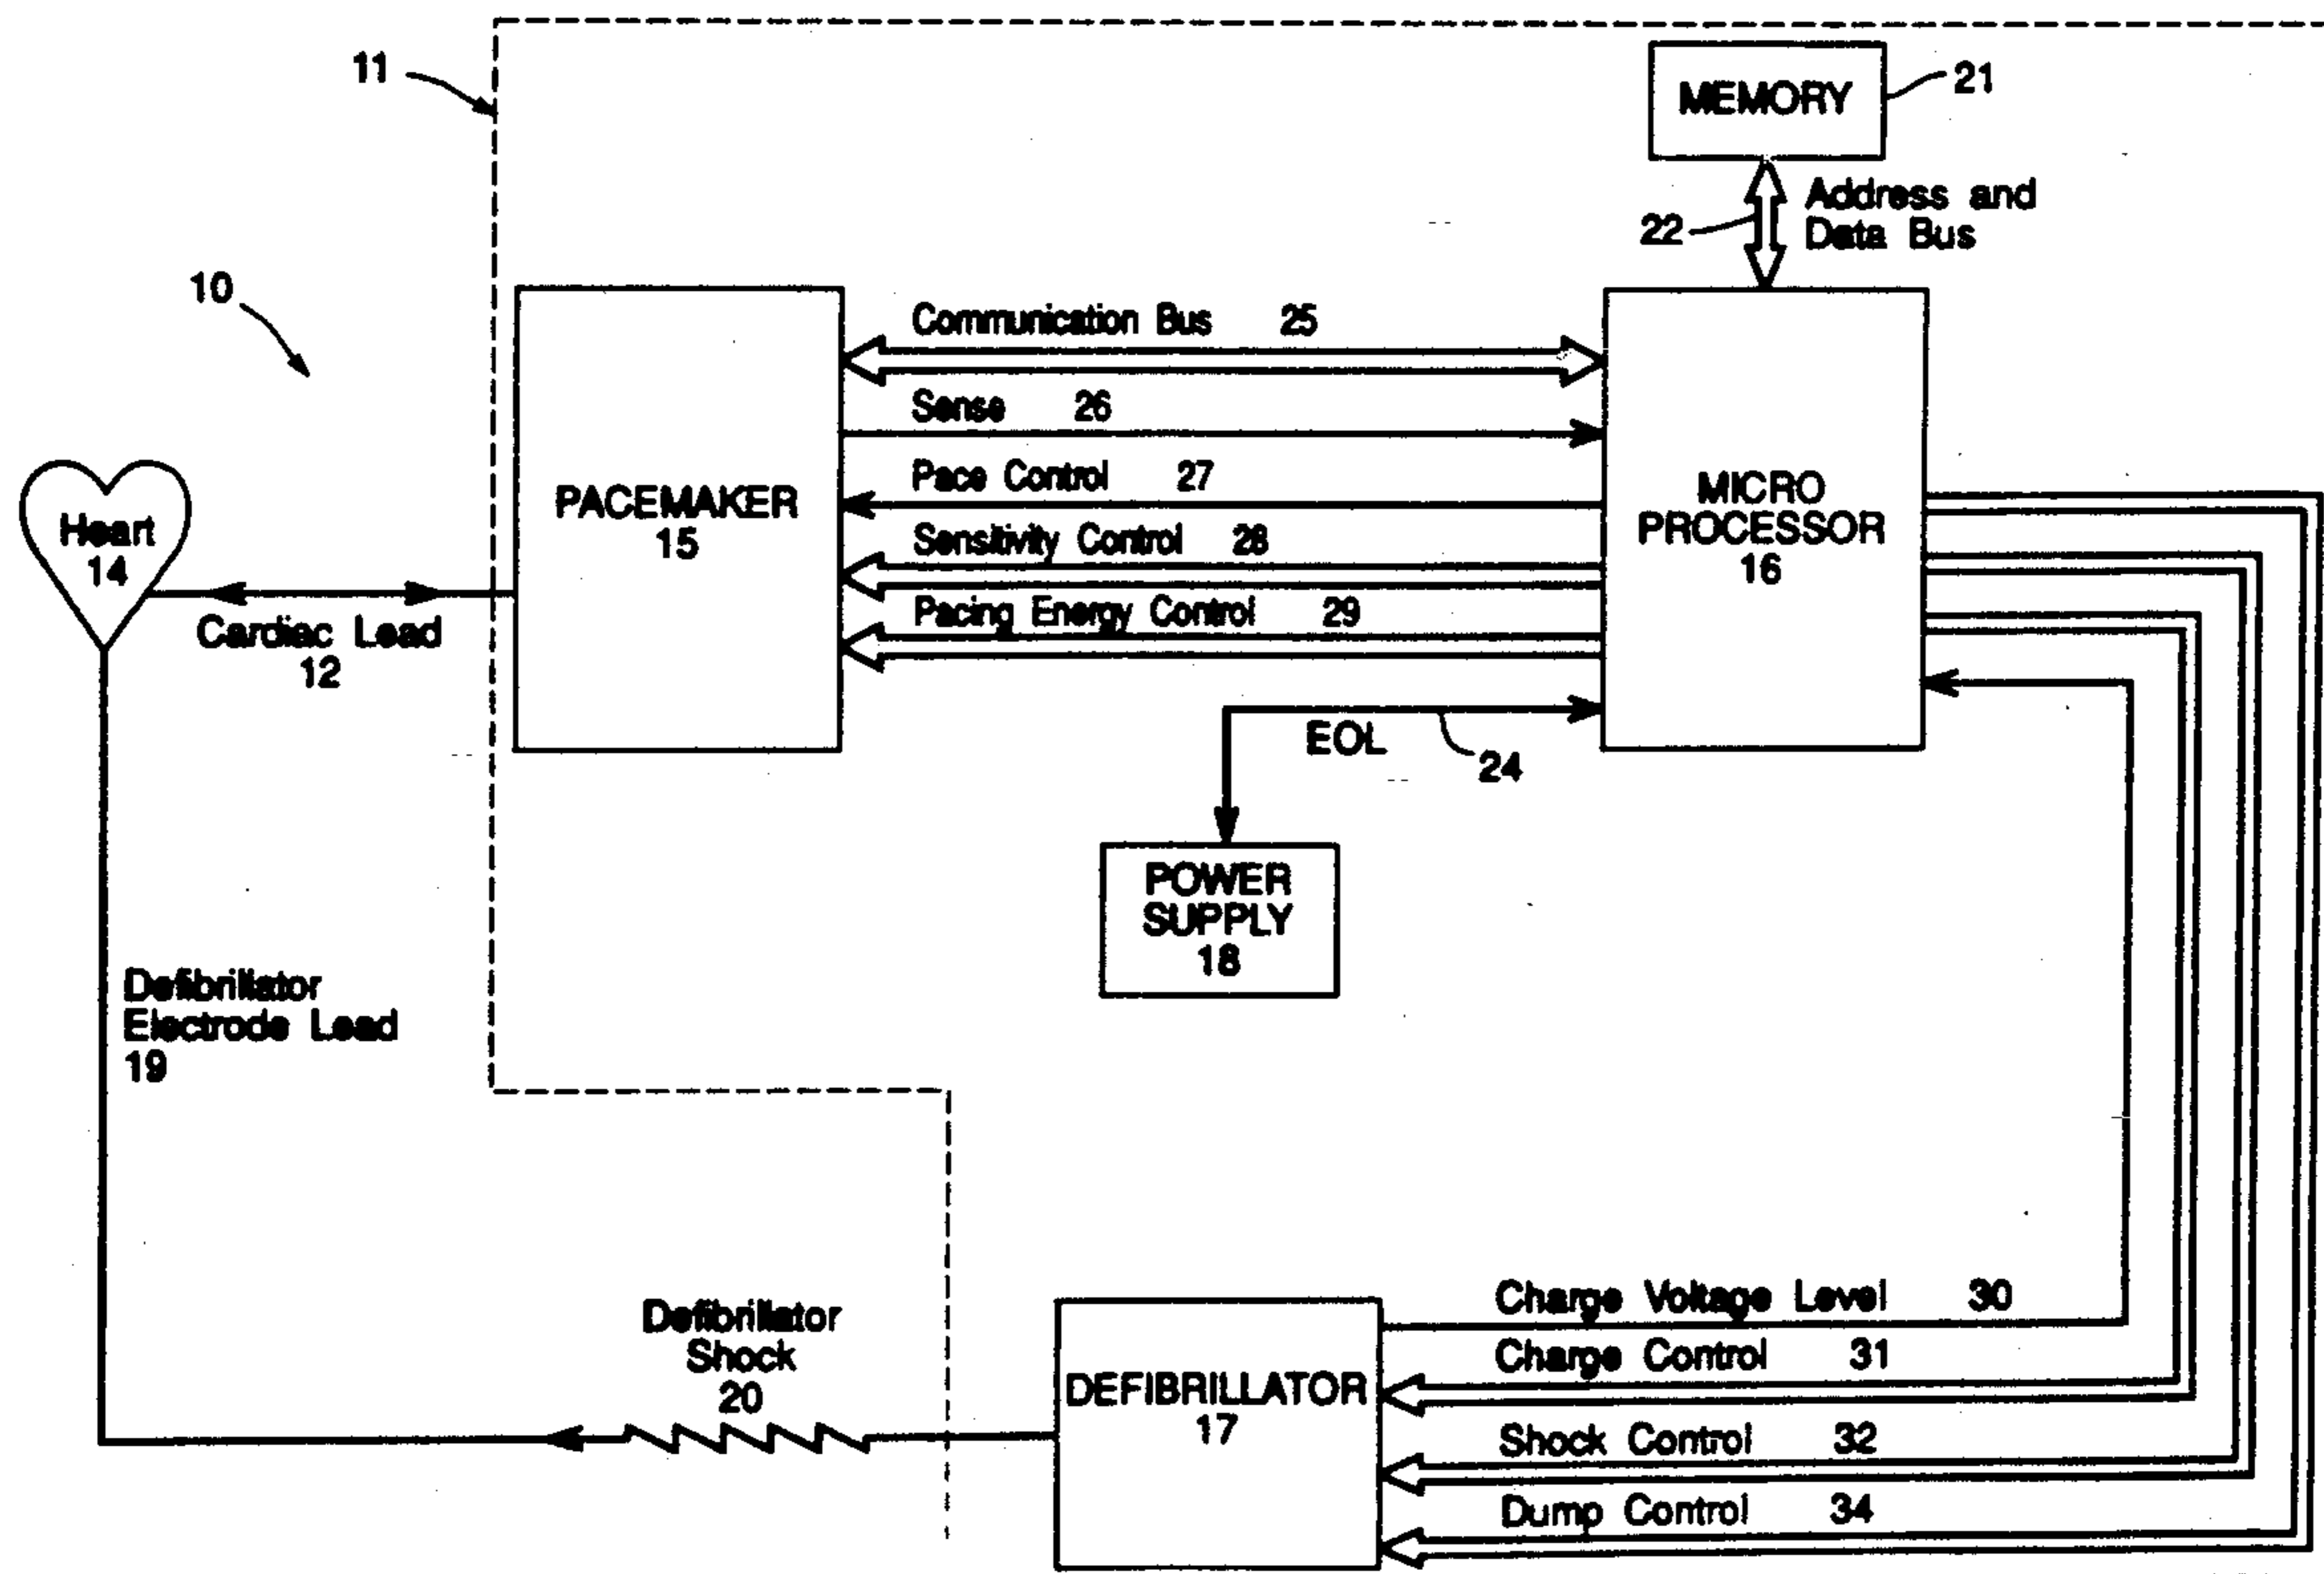 11
MEMORY
21
22
Address and
Data Bus
10
Communication Bus 25
Sense 26
Pace Control 27
Sensitivity Control 28
Pacing Energy Control 29
PACEMAKER
15
MICRO
PROCESSOR
16
Heart
14
Cardiac Lead
12
EOL
24
POWER
SUPPLY
18
Defibrillator
Electrode Lead
19
Defibrillator
Shock
20
DEFIBRILLATOR
17
Charge Voltage Level 30
Charge Control 31
Shock Control 32
Dump Control 34